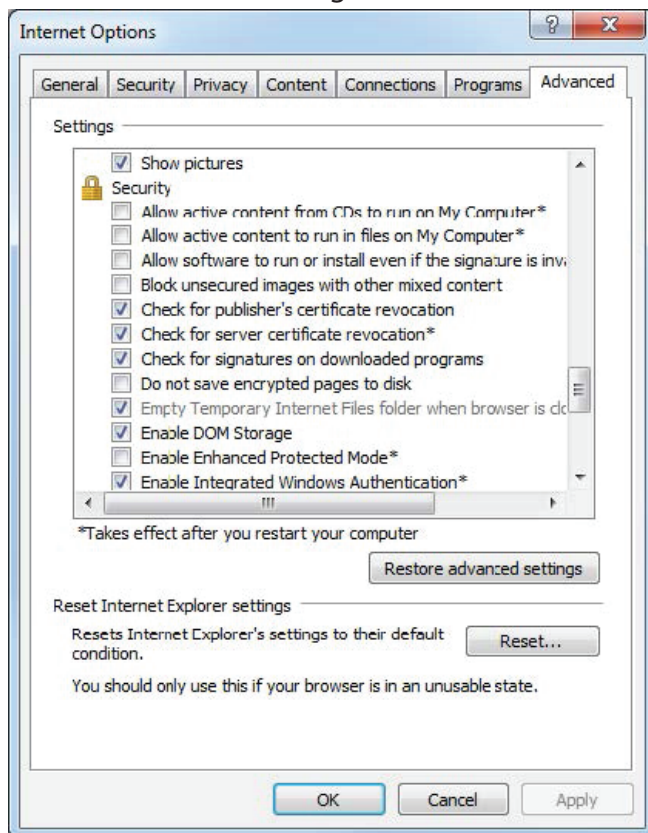 Internet Options
General Security Privacy Content Connections Programs Advanced
Settings
Show pictures
Security
Allow active content from CDs to run on My Computer*
Allow active content to run in files on My Computer*
Allow software to run or install even if the signature is inva
Block unsecured images with other mixed content
Check for publisher's certificate revocation
Check for server certificate revocation*
Check for signatures on downloaded programs
Do not save encrypted pages to disk
Empty Temporary Internet Files folder when browser is clo
Enable DOM Storage
Enable Enhanced Protected Mode*
Enable Integrated Windows Authentication*
*Takes effect after you restart your computer
Restore advanced settings
Reset Internet Explorer settings
Resets Internet Explorer's settings to their default
condition.
Reset...
You should only use this if your browser is in an unusable state.
OK Cancel Apply